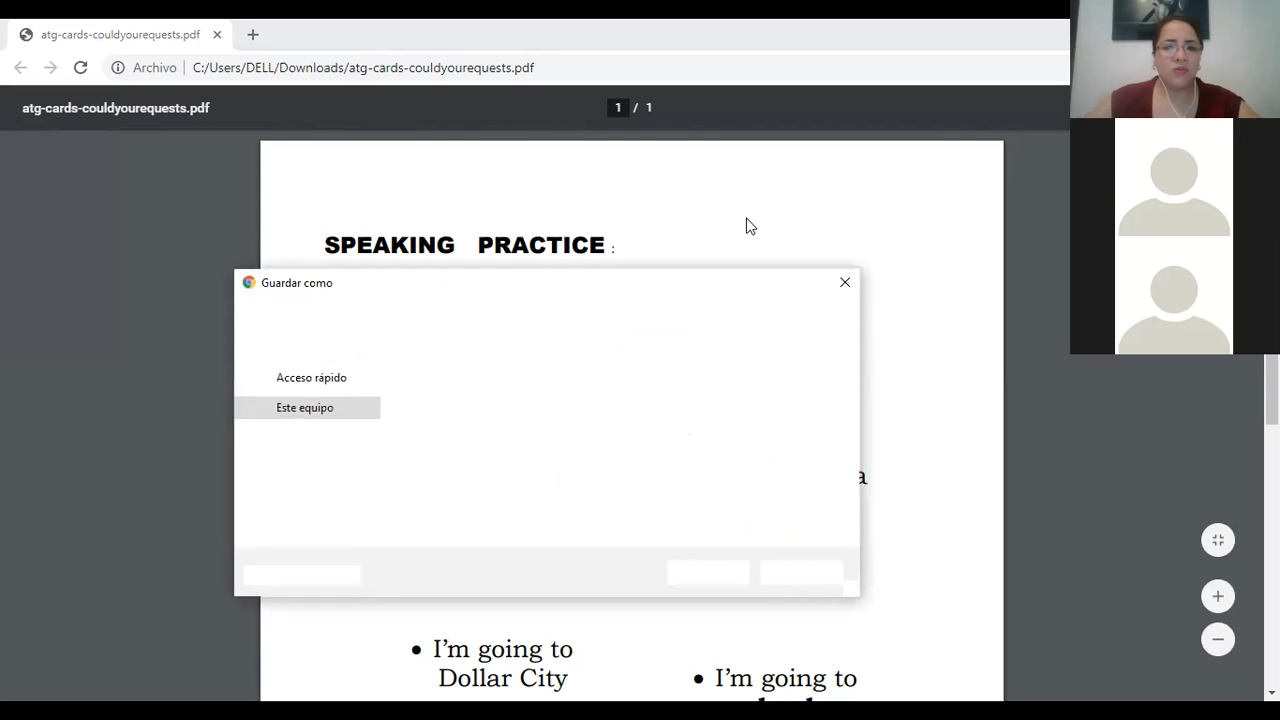 atg-cards-couldyourequests.pdf
Archivo
C:/Users/DELL/Downloads/atg-cards-couldyourequests.pdf
atg-cards-couldyourequests.pdf
1 / 1
SPEAKING PRACTICE :
Guardar como
Acceso rápido
Este equipo
a
• I'm going to
Dollar City
• I'm going to